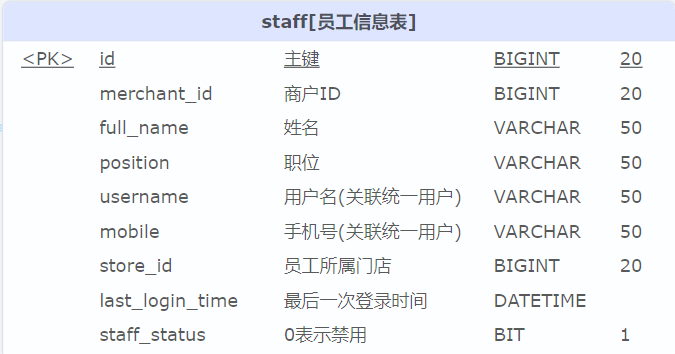 staff[员工信息表]
<PK> id 主键 BIGINT 20
merchant_id 商户ID BIGINT 20
full_name 姓名 VARCHAR 50
position 职位 VARCHAR 50
username 用户名(关联统一用户) VARCHAR 50
mobile 手机号(关联统一用户) VARCHAR 50
store_id 员工所属门店 BIGINT 20
last_login_time 最后一次登录时间 DATETIME
staff_status 0表示禁用 BIT 1